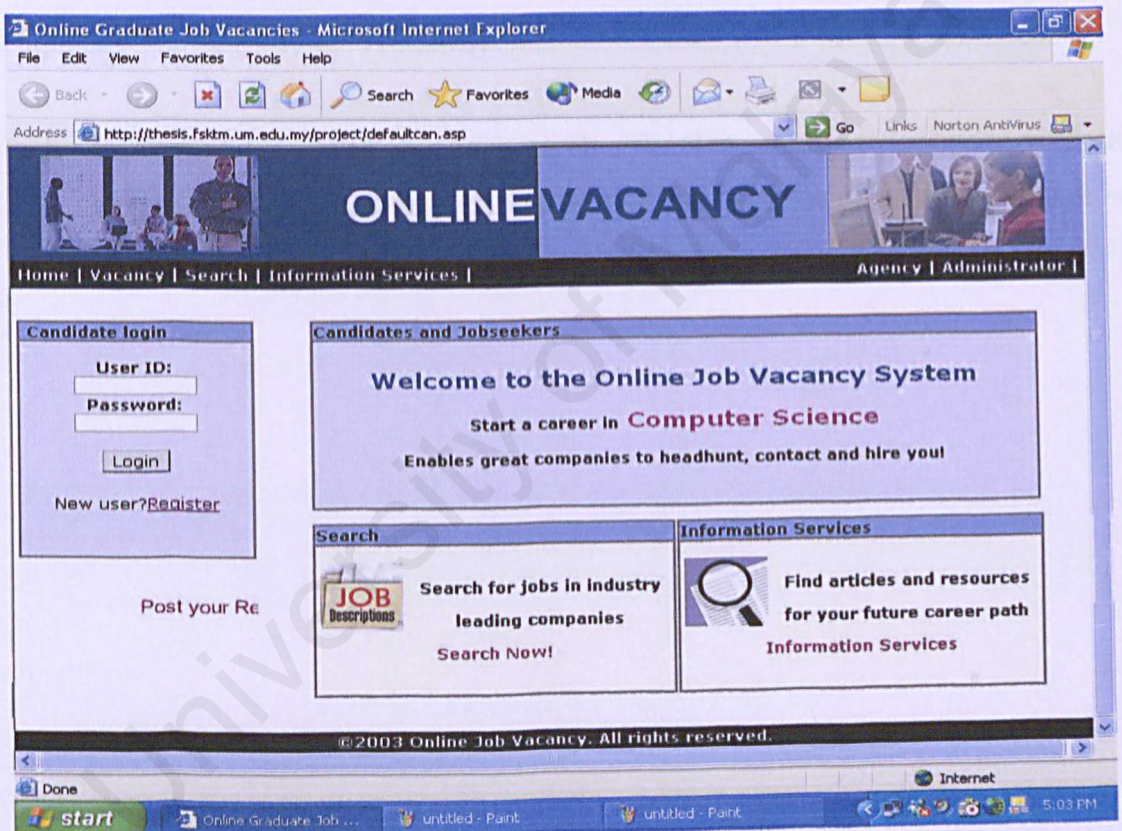 Online Graduate Job Vacancies - Microsoft Internet Explorer
File Edit View Favorites Tools Help
Back Search Favorites Media
Address http://thesis.fsktm.um.edu.my/project/defaultcan.asp Go Links Norton AntiVirus
ONLINE VACANCY
Home | Vacancy | Search | Information Services | Agency | Administrator |
Candidate login
User ID:
Password:
Login
New user?Register
Post your Re
Candidates and Jobseekers
Welcome to the Online Job Vacancy System
Start a career in Computer Science
Enables great companies to headhunt, contact and hire you!
Search
JOB
Descriptions
Search for jobs in industry
leading companies
Search Now!
Information Services
Find articles and resources
for your future career path
Information Services
©2003 Online Job Vacancy. All rights reserved.
Done Internet
start Online Graduate Job ... untitled - Paint untitled - Paint 5:03 PM
University of Malaya